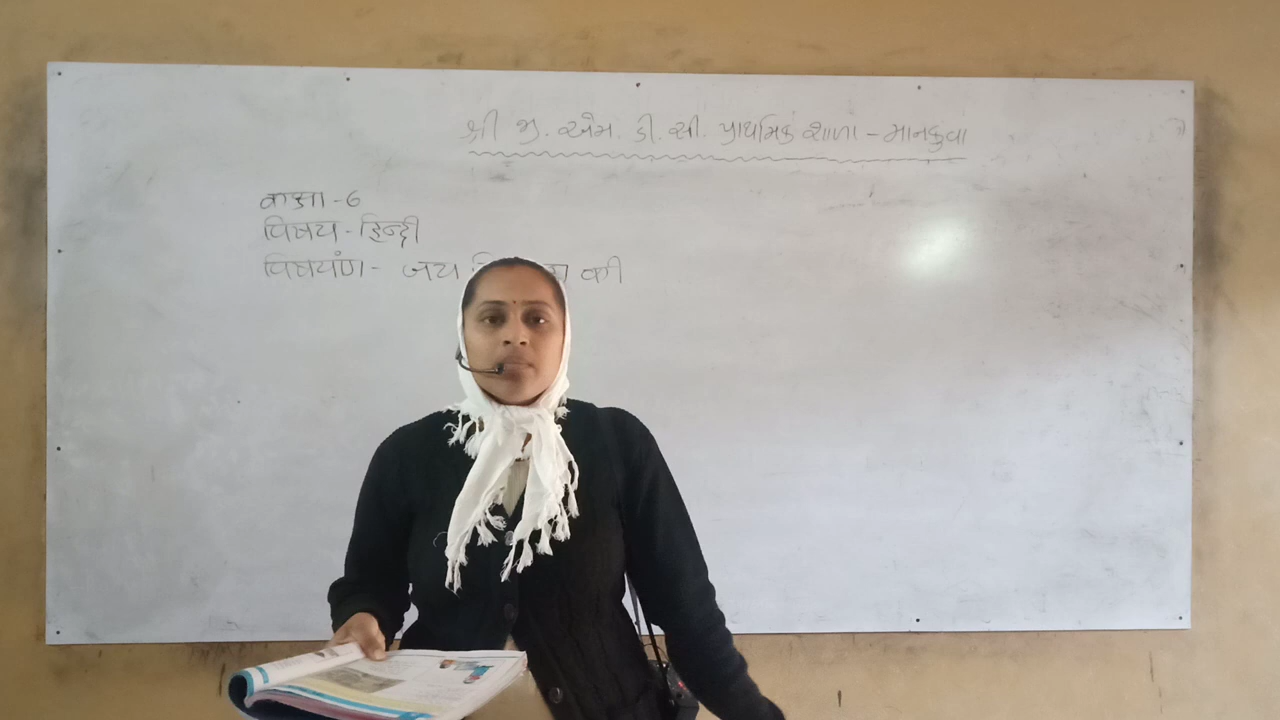 શ્રી જી. એમ. ડી. સી. પ્રાથમિક શાળા - માનકુવા
कक्षा - 6
विषय - हिन्दी
विषयांग - जय की